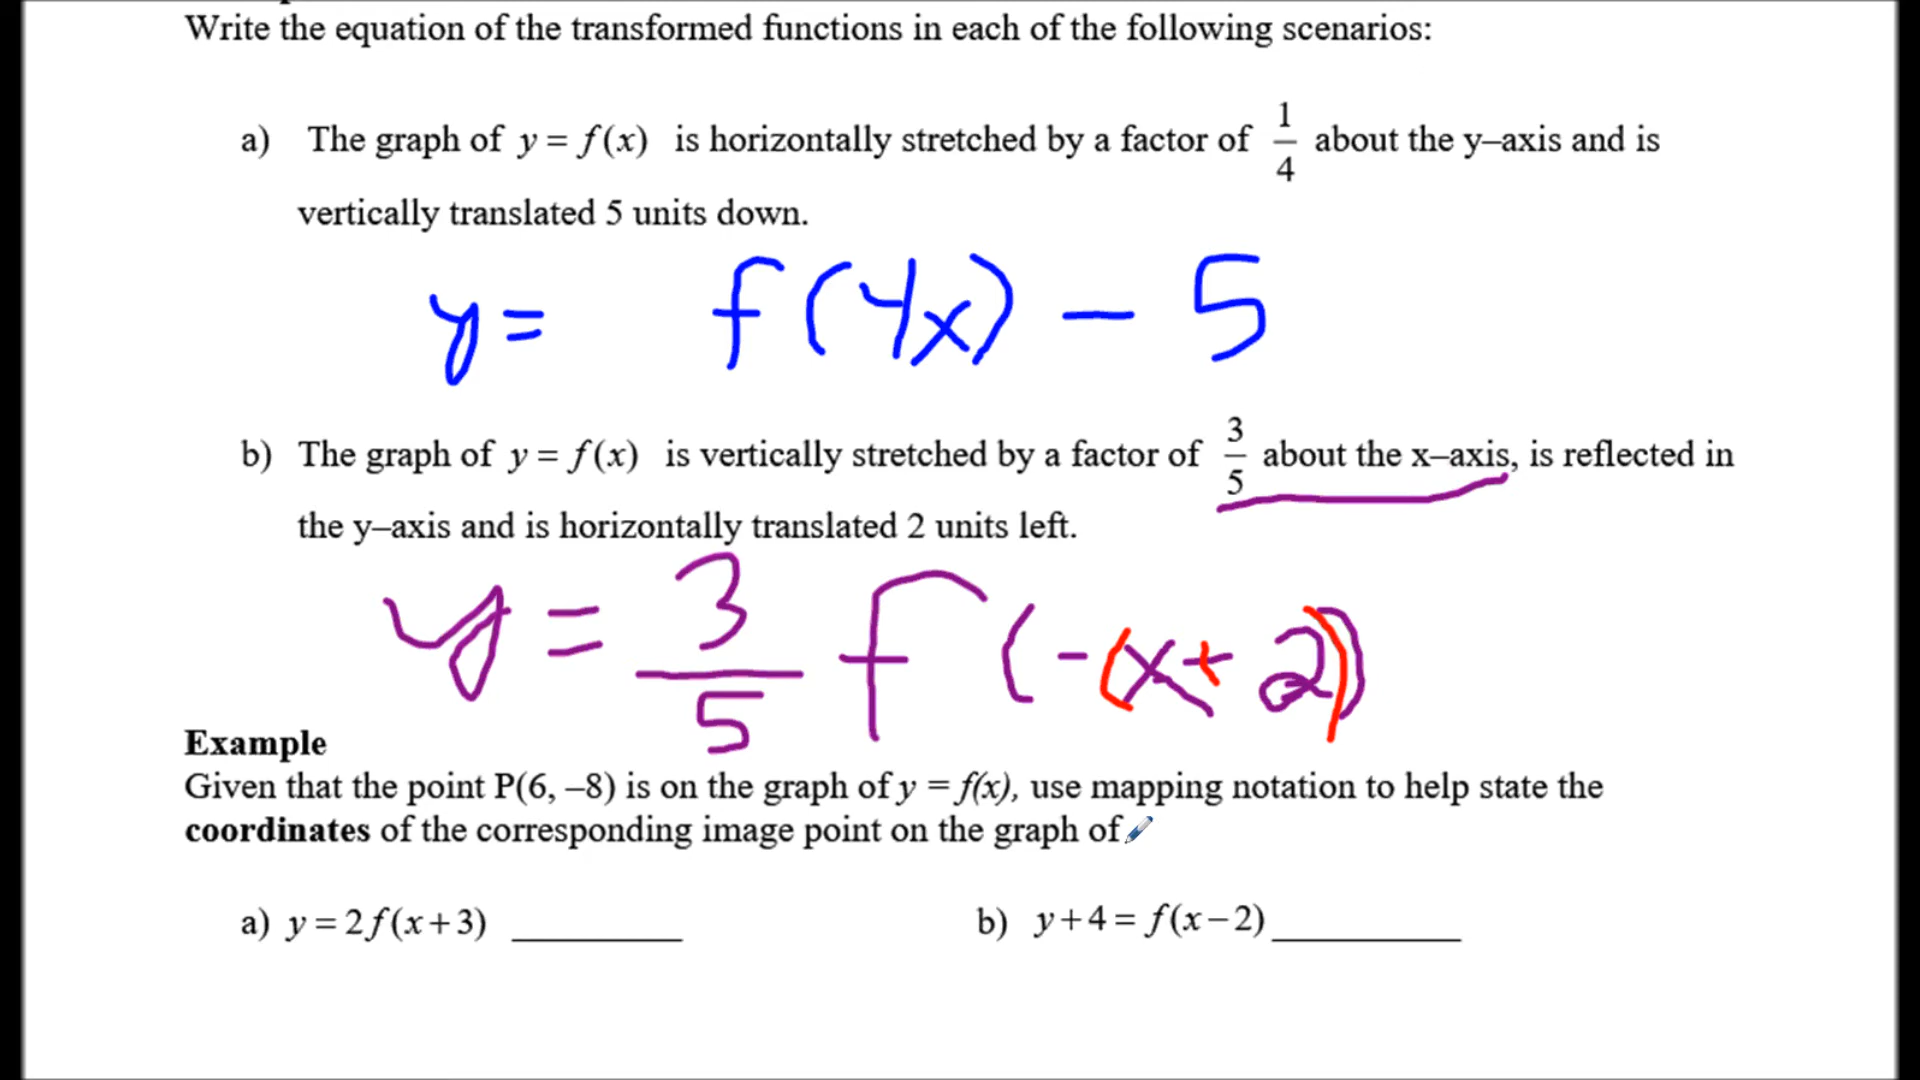 Write the equation of the transformed functions in each of the following scenarios:
a) The graph of y = f(x) is horizontally stretched by a factor of 1/4 about the y–axis and is
vertically translated 5 units down.
y = f(4x) – 5
b) The graph of y = f(x) is vertically stretched by a factor of 3/5 about the x–axis, is reflected in
the y–axis and is horizontally translated 2 units left.
y = 3/5 f(-(x+2))
Example
Given that the point P(6, –8) is on the graph of y = f(x), use mapping notation to help state the
coordinates of the corresponding image point on the graph of
a) y = 2f(x+3) _________ b) y+4 = f(x−2)__________